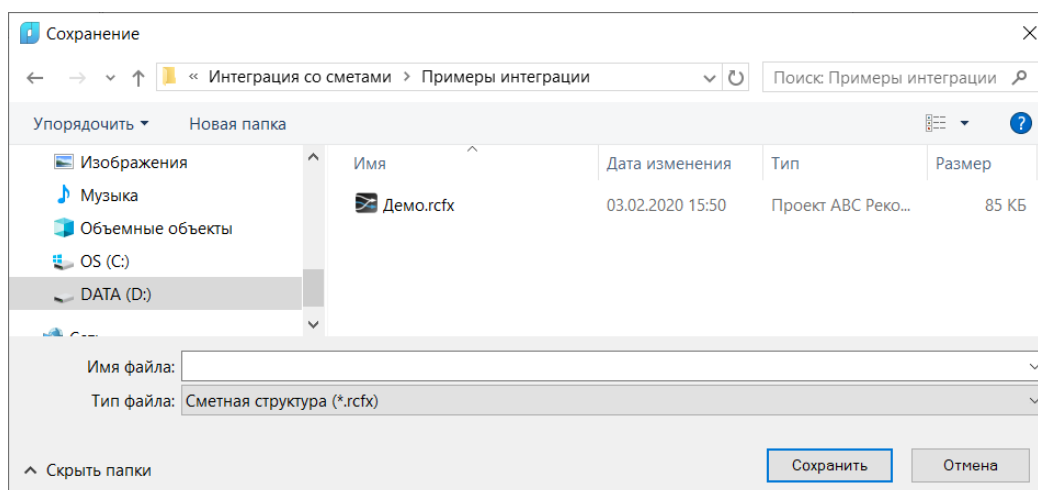 Сохранение
« Интеграция со сметами > Примеры интеграции
Поиск: Примеры интеграции
Упорядочить
Новая папка
Изображения
Музыка
Объемные объекты
OS (C:)
DATA (D:)
Имя
Дата изменения
Тип
Размер
Демо.rcfx
03.02.2020 15:50
Проект ABC Реко...
85 КБ
Имя файла:
Тип файла: Сметная структура (*.rcfx)
Скрыть папки
Сохранить
Отмена